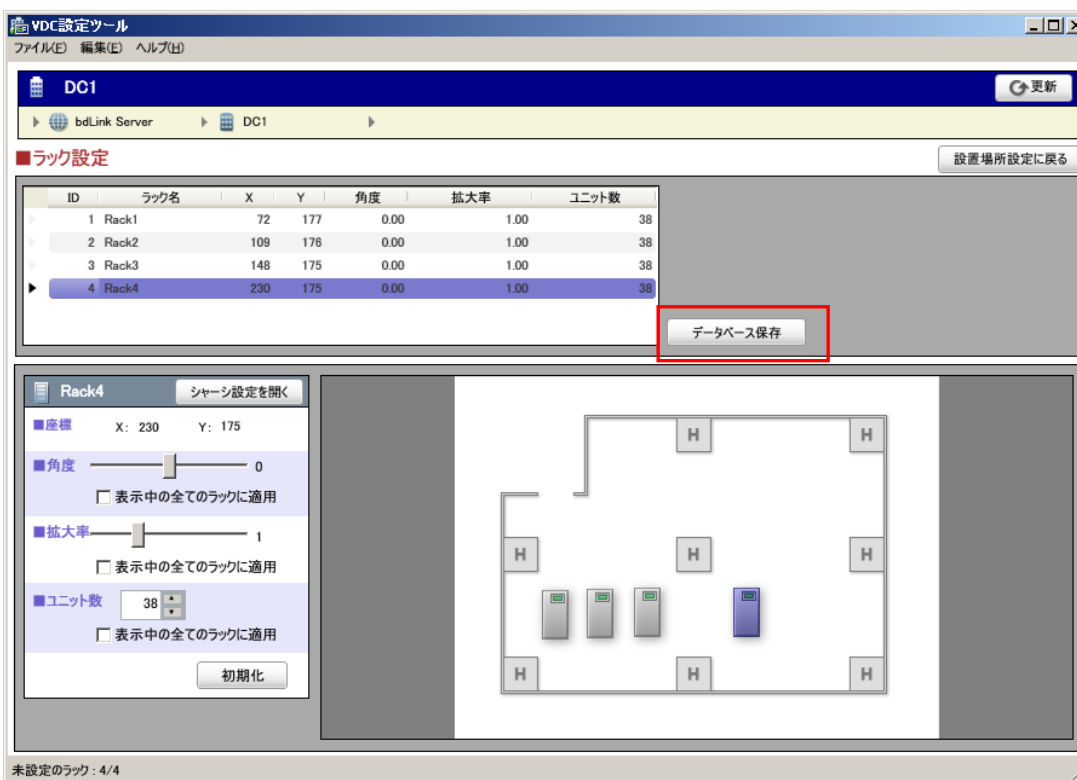 VDC設定ツール
ファイル(F) 編集(E) ヘルプ(H)
DC1 更新
bdLink Server DC1
■ラック設定 設置場所設定に戻る
ID ラック名 X Y 角度 拡大率 ユニット数
1 Rack1 72 177 0.00 1.00 38
2 Rack2 109 176 0.00 1.00 38
3 Rack3 148 175 0.00 1.00 38
4 Rack4 230 175 0.00 1.00 38
データベース保存
Rack4 シャーシ設定を開く
■座標 X: 230 Y: 175
■角度 0
表示中の全てのラックに適用
■拡大率 1
表示中の全てのラックに適用
■ユニット数 38
表示中の全てのラックに適用
初期化
H H
H H H
H H H
未設定のラック : 4/4